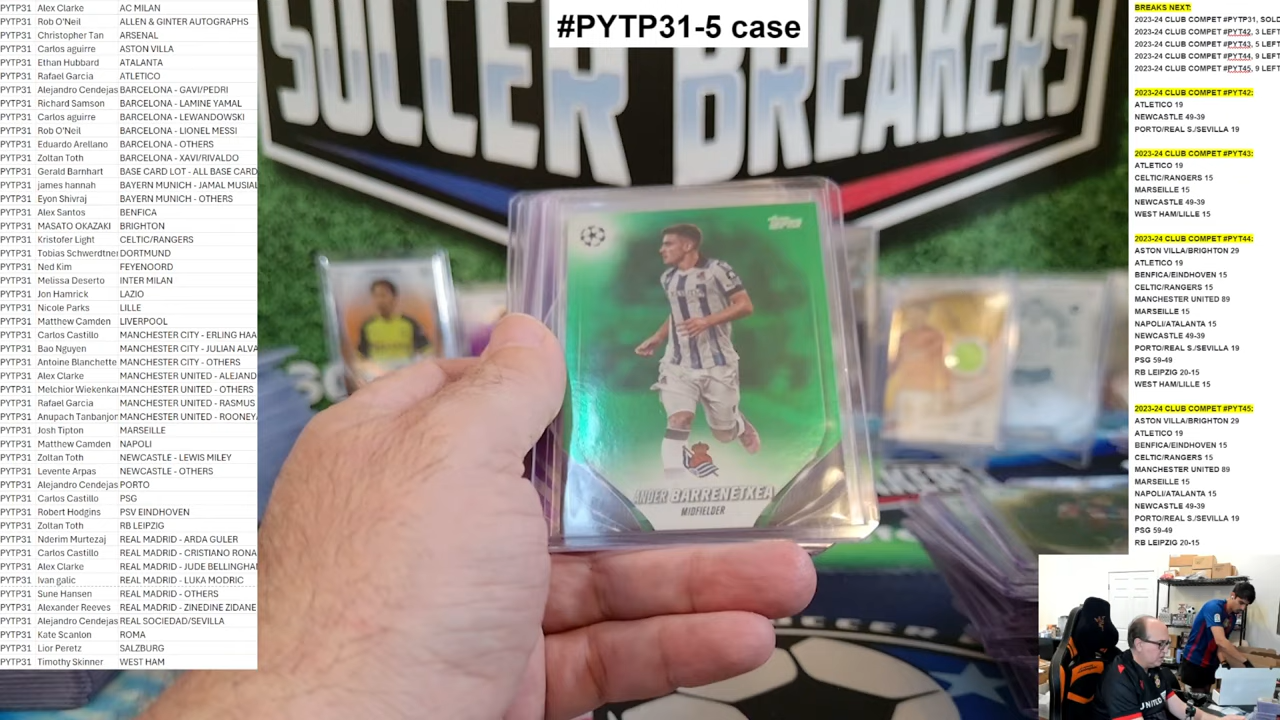 #PYTP31-5 case
PYTP31 Alex Clarke AC MILAN
PYTP31 Rob O'Neil ALLEN & GINTER AUTOGRAPHS
PYTP31 Christopher Tan ARSENAL
PYTP31 Carlos aguirre ASTON VILLA
PYTP31 Ethan Hubbard ATALANTA
PYTP31 Rafael Garcia ATLETICO
PYTP31 Alejandro Cendejas BARCELONA - GAVI/PEDRI
PYTP31 Richard Samson BARCELONA - LAMINE YAMAL
PYTP31 Carlos aguirre BARCELONA - LEWANDOWSKI
PYTP31 Rob O'Neil BARCELONA - LIONEL MESSI
PYTP31 Eduardo Arellano BARCELONA - OTHERS
PYTP31 Zoltan Toth BARCELONA - XAVI/RIVALDO
PYTP31 Gerald Barnhart BASE CARD LOT - ALL BASE CARD
PYTP31 james hannah BAYERN MUNICH - JAMAL MUSIAL
PYTP31 Eyon Shivraj BAYERN MUNICH - OTHERS
PYTP31 Alex Santos BENFICA
PYTP31 MASATO OKAZAKI BRIGHTON
PYTP31 Kristofer Light CELTIC/RANGERS
PYTP31 Tobias Schwerdtner DORTMUND
PYTP31 Ned Kim FEYENOORD
PYTP31 Melissa Deserto INTER MILAN
PYTP31 Jon Hamrick LAZIO
PYTP31 Nicole Parks LILLE
PYTP31 Matthew Camden LIVERPOOL
PYTP31 Carlos Castillo MANCHESTER CITY - ERLING HAA
PYTP31 Bao Nguyen MANCHESTER CITY - JULIAN ALVA
PYTP31 Antoine Blanchette MANCHESTER CITY - OTHERS
PYTP31 Alex Clarke MANCHESTER UNITED - ALEJAND
PYTP31 Melchior Wiekenkar MANCHESTER UNITED - OTHERS
PYTP31 Rafael Garcia MANCHESTER UNITED - RASMUS
PYTP31 Anupach Tanbanjor MANCHESTER UNITED - ROONEY
PYTP31 Josh Tipton MARSEILLE
PYTP31 Matthew Camden NAPOLI
PYTP31 Zoltan Toth NEWCASTLE - LEWIS MILEY
PYTP31 Levente Arpas NEWCASTLE - OTHERS
PYTP31 Alejandro Cendejas PORTO
PYTP31 Carlos Castillo PSG
PYTP31 Robert Hodgins PSV EINDHOVEN
PYTP31 Zoltan Toth RB LEIPZIG
PYTP31 Nderim Murtezaj REAL MADRID - ARDA GULER
PYTP31 Carlos Castillo REAL MADRID - CRISTIANO RONA
PYTP31 Alex Clarke REAL MADRID - JUDE BELLINGHA
PYTP31 Ivan galic REAL MADRID - LUKA MODRIC
PYTP31 Sune Hansen REAL MADRID - OTHERS
PYTP31 Alexander Reeves REAL MADRID - ZINEDINE ZIDANE
PYTP31 Alejandro Cendejas REAL SOCIEDAD/SEVILLA
PYTP31 Kate Scanlon ROMA
PYTP31 Lior Peretz SALZBURG
PYTP31 Timothy Skinner WEST HAM
SOCCER BREAKERS
topps
ANDER BARRENETXEA
MIDFIELDER
BREAKS NEXT:
2023-24 CLUB COMPET #PYTP31, SOLD
2023-24 CLUB COMPET #PYT42, 3 LEFT
2023-24 CLUB COMPET #PYT43, 5 LEFT
2023-24 CLUB COMPET #PYT44, 9 LEFT
2023-24 CLUB COMPET #PYT45, 9 LEFT
2023-24 CLUB COMPET #PYT42:
ATLETICO 19
NEWCASTLE 49-39
PORTO/REAL S./SEVILLA 19
2023-24 CLUB COMPET #PYT43:
ATLETICO 19
CELTIC/RANGERS 15
MARSEILLE 15
NEWCASTLE 49-39
WEST HAM/LILLE 15
2023-24 CLUB COMPET #PYT44:
ASTON VILLA/BRIGHTON 29
ATLETICO 19
BENFICA/EINDHOVEN 15
CELTIC/RANGERS 15
MANCHESTER UNITED 89
MARSEILLE 15
NAPOLI/ATALANTA 15
NEWCASTLE 49-39
PORTO/REAL S./SEVILLA 19
PSG 59-49
RB LEIPZIG 20-15
WEST HAM/LILLE 15
2023-24 CLUB COMPET #PYT45:
ASTON VILLA/BRIGHTON 29
ATLETICO 19
BENFICA/EINDHOVEN 15
CELTIC/RANGERS 15
MANCHESTER UNITED 89
MARSEILLE 15
NAPOLI/ATALANTA 15
NEWCASTLE 49-39
PORTO/REAL S./SEVILLA 19
PSG 59-49
RB LEIPZIG 20-15
UNITED